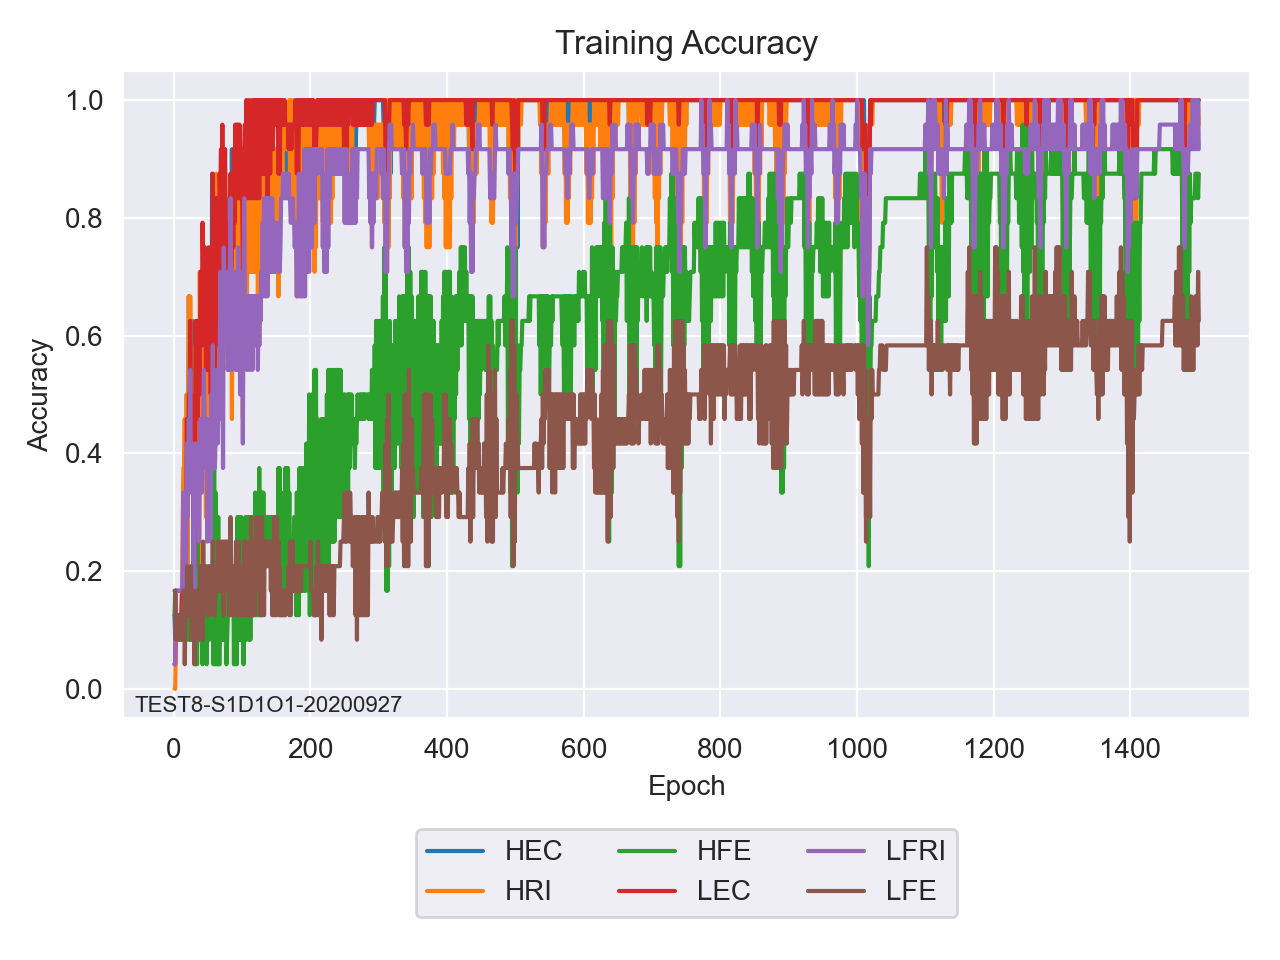 Training Accuracy
Accuracy
1.0
0.8
0.6
0.4
0.2
0.0
TEST8-S1D1O1-20200927
0 200 400 600 800 1000 1200 1400
Epoch
HEC HFE LFRI
HRI LEC LFE